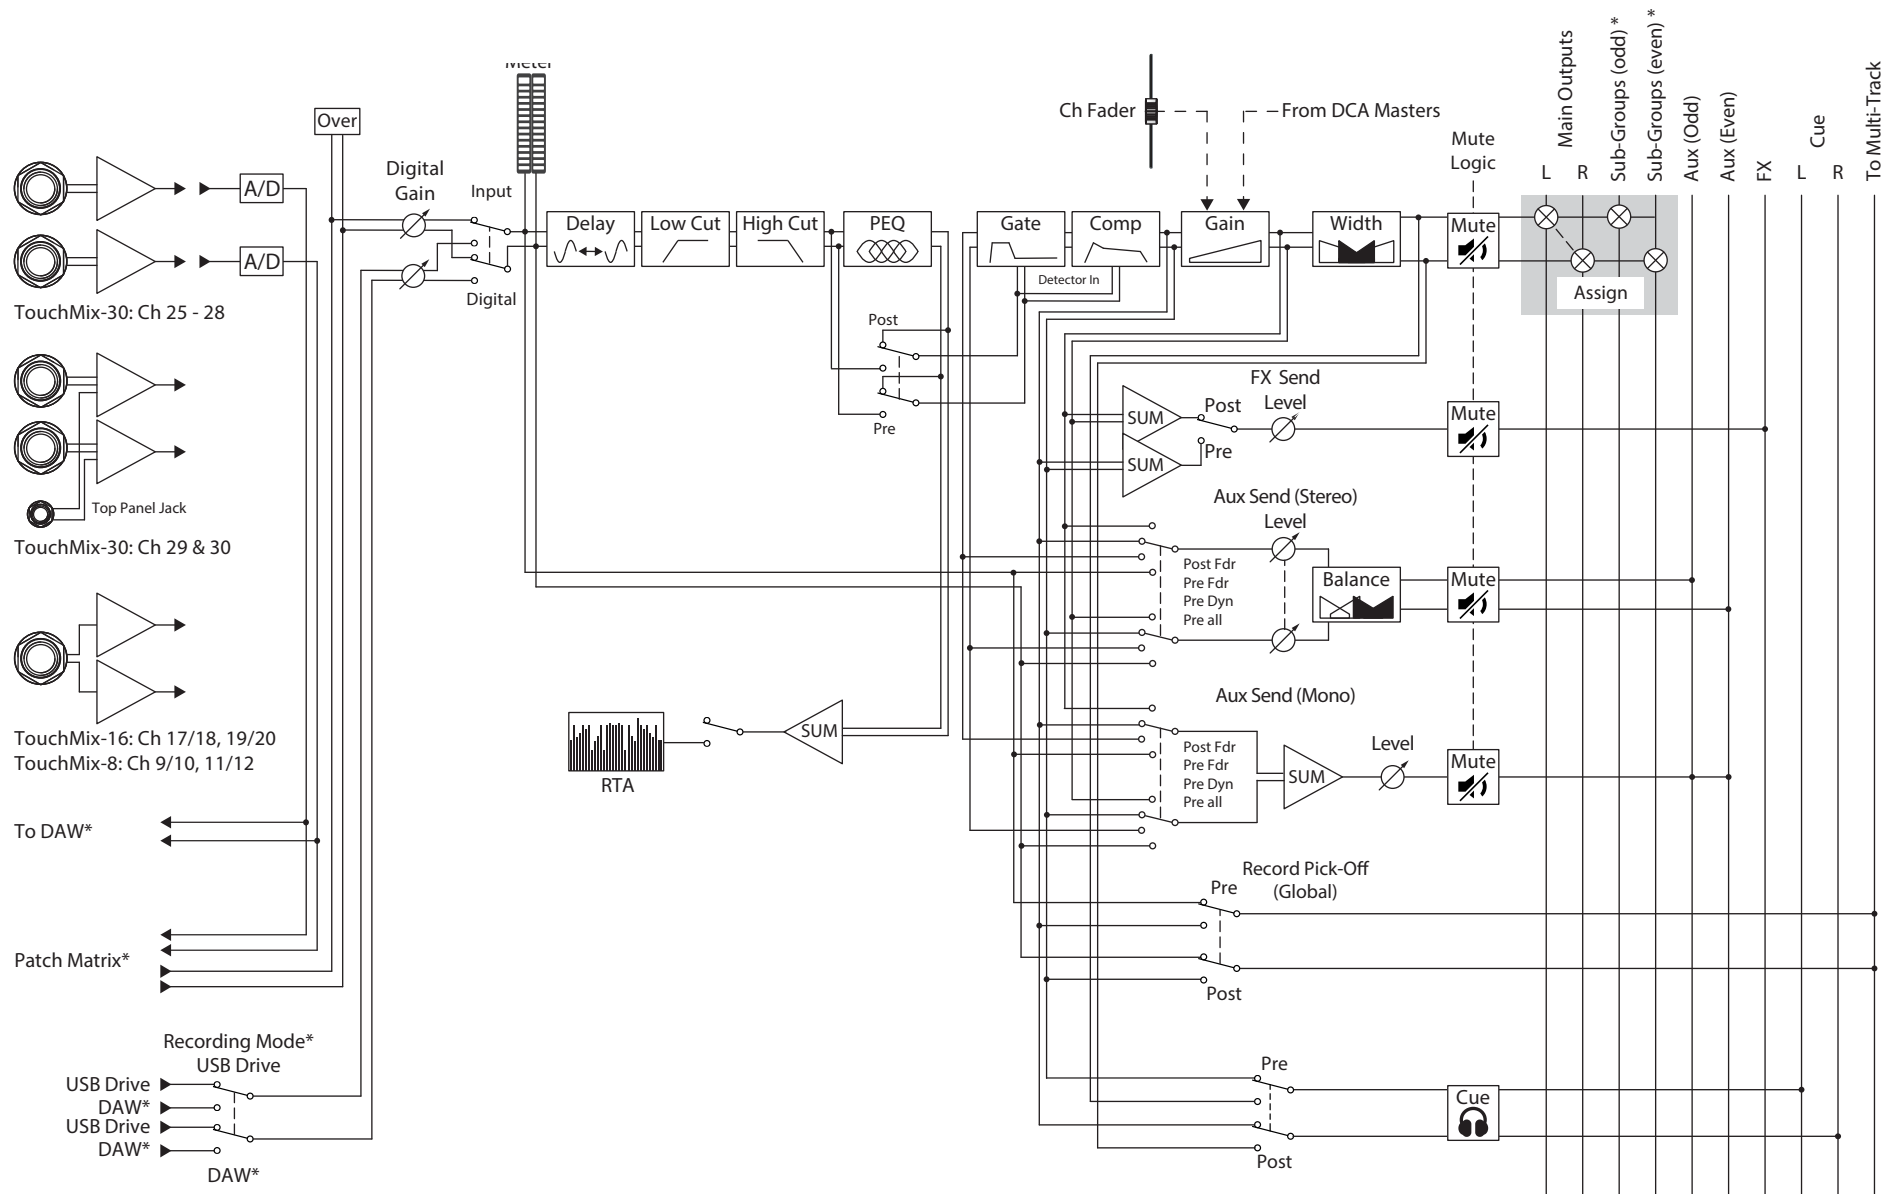 Meter
Over
A/D
A/D
TouchMix-30: Ch 25 - 28
TouchMix-30: Ch 29 & 30
Top Panel Jack
TouchMix-16: Ch 17/18, 19/20
TouchMix-8: Ch 9/10, 11/12
To DAW*
Patch Matrix*
Recording Mode*
USB Drive
USB Drive
DAW*
USB Drive
DAW*
DAW*
Digital
Gain
Input
Digital
Delay
Low Cut
High Cut
PEQ
Gate
Comp
Gain
Width
Detector In
Post
Pre
Ch Fader
From DCA Masters
Mute
Logic
Mute
Main Outputs
L
R
Sub-Groups (odd) *
Sub-Groups (even) *
Aux (Odd)
Aux (Even)
FX
Cue
L
R
To Multi-Track
Assign
FX Send
Level
SUM
Post
SUM
Pre
Mute
Aux Send (Stereo)
Level
Post Fdr
Pre Fdr
Pre Dyn
Pre all
Balance
Mute
Aux Send (Mono)
Post Fdr
Pre Fdr
Pre Dyn
Pre all
SUM
Level
Mute
RTA
SUM
Record Pick-Off
(Global)
Pre
Post
Pre
Post
Cue